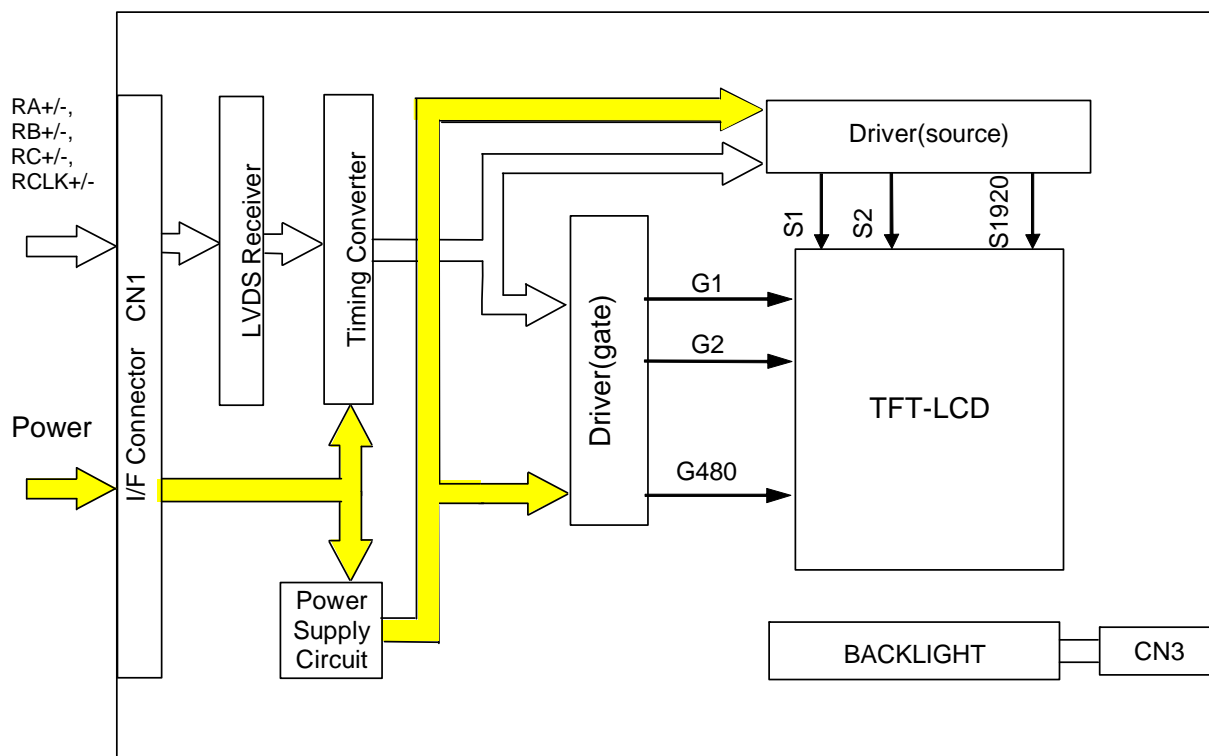 RA+/-,
RB+/-,
RC+/-,
RCLK+/-
Power
I/F Connector CN1
LVDS Receiver
Timing Converter
Power
Supply
Circuit
Driver(gate)
Driver(source)
S1
S2
S1920
G1
G2
G480
TFT-LCD
BACKLIGHT
CN3